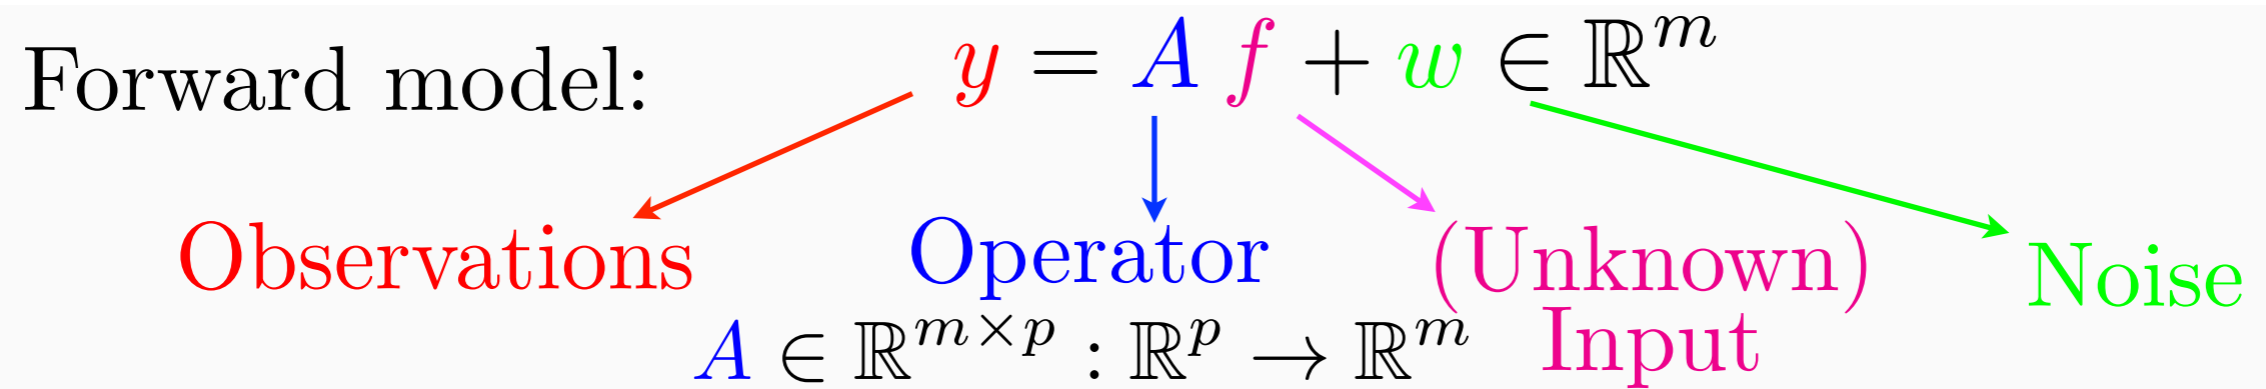 Forward model: y = A f + w ∈ ℝ^m
Observations Operator (Unknown) Noise
A ∈ ℝ^{m×p} : ℝ^p → ℝ^m Input